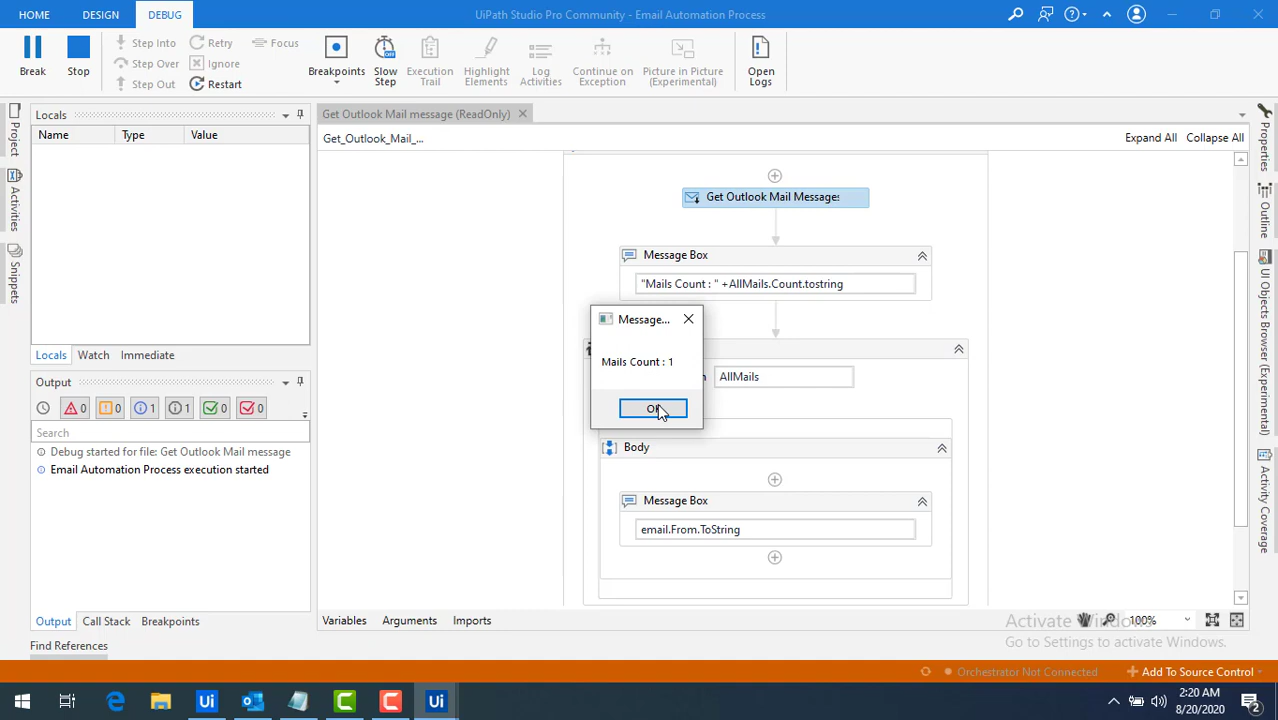 HOME DESIGN DEBUG UiPath Studio Pro Community - Email Automation Process
Break
Stop
Step Into
Step Over
Step Out
Retry
Ignore
Restart
Focus
Breakpoints
Slow
Step
Execution
Trail
Highlight
Elements
Log
Activities
Continue on
Exception
Picture in Picture
(Experimental)
Open
Logs
Project
Activities
Snippets
Locals
Name Type Value
Locals Watch Immediate
Output
0 0 1 1 0 0
Search
Debug started for file: Get Outlook Mail message
Email Automation Process execution started
Output Call Stack Breakpoints
Find References
Get Outlook Mail message (ReadOnly)
Get_Outlook_Mail_... Expand All Collapse All
Get Outlook Mail Message:
Message Box
"Mails Count : " +AllMails.Count.tostring
Message...
Mails Count : 1
AllMails
Body
Message Box
email.From.ToString
Variables Arguments Imports 100%
Activate Windows
Go to Settings to activate Windows.
Properties
Outline
UI Objects Browser [Preview]
Activity Coverage
Orchestrator Not Connected Add To Source Control
Ui Ui
2:20 AM
8/20/2020
2